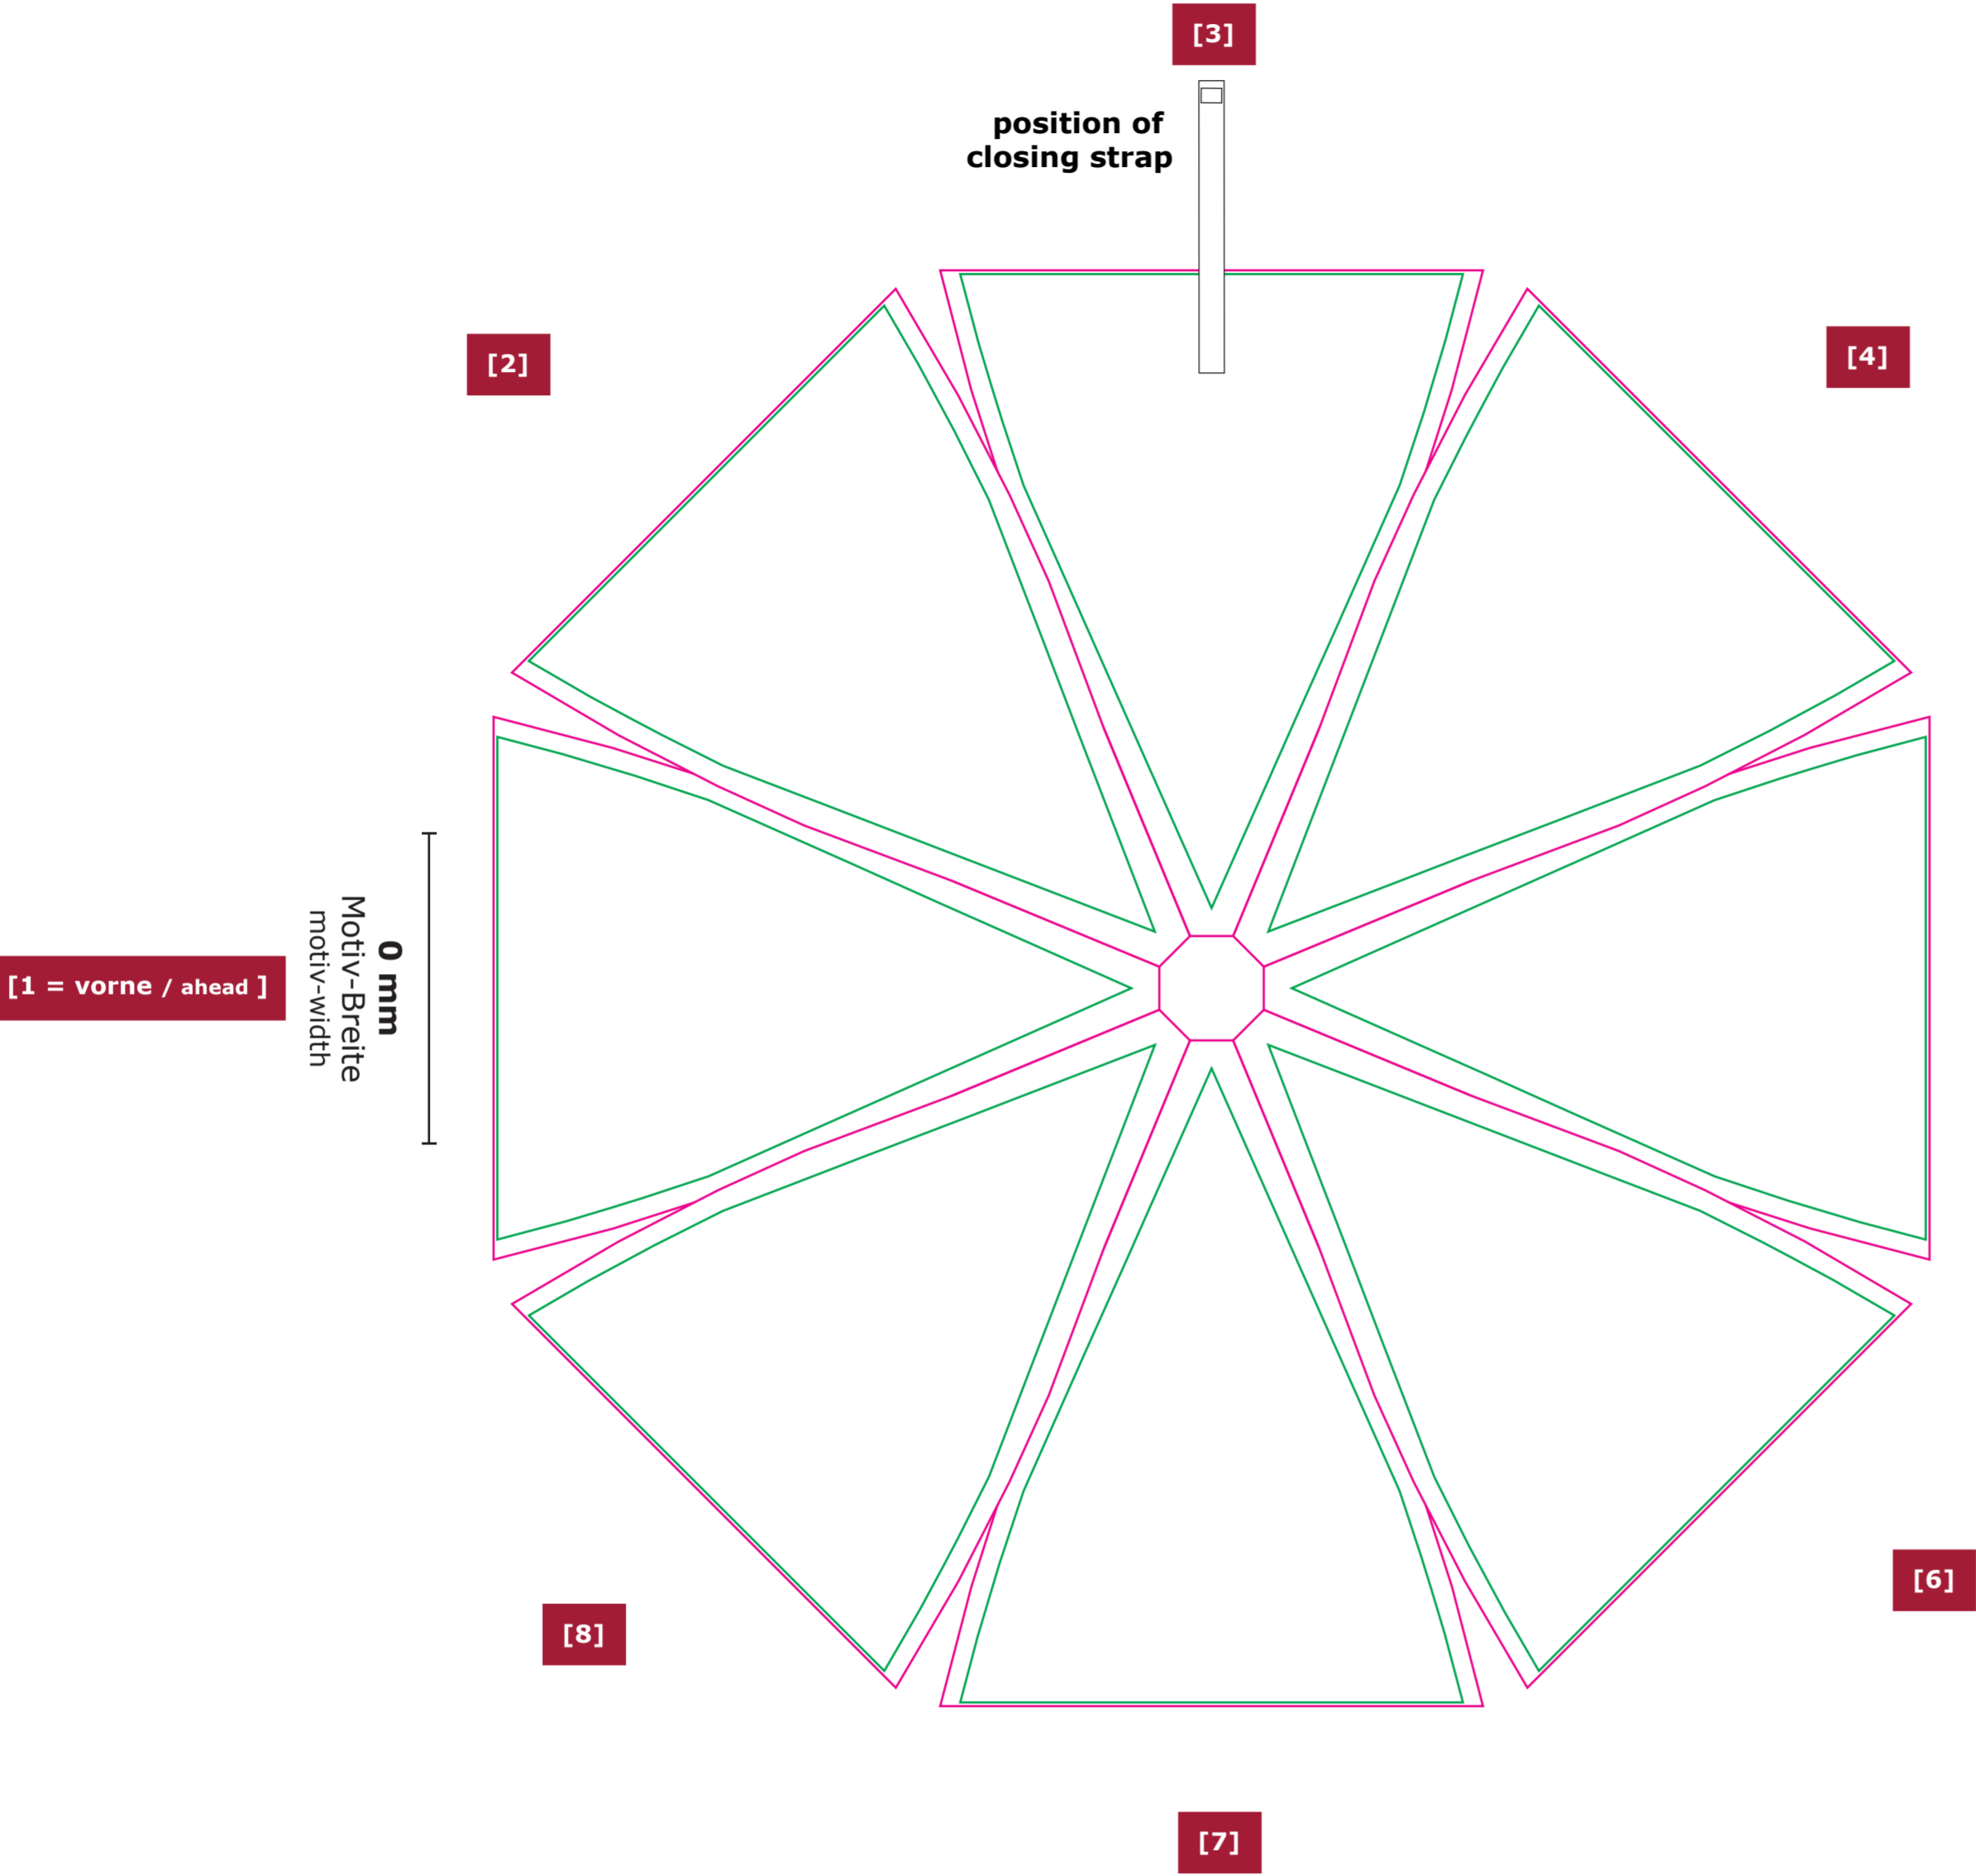 [3]
position of
closing strap
[2]
[4]
[1 = vorne / ahead ]
0 mm
Motiv-Breite
motiv-width
[6]
[8]
[7]